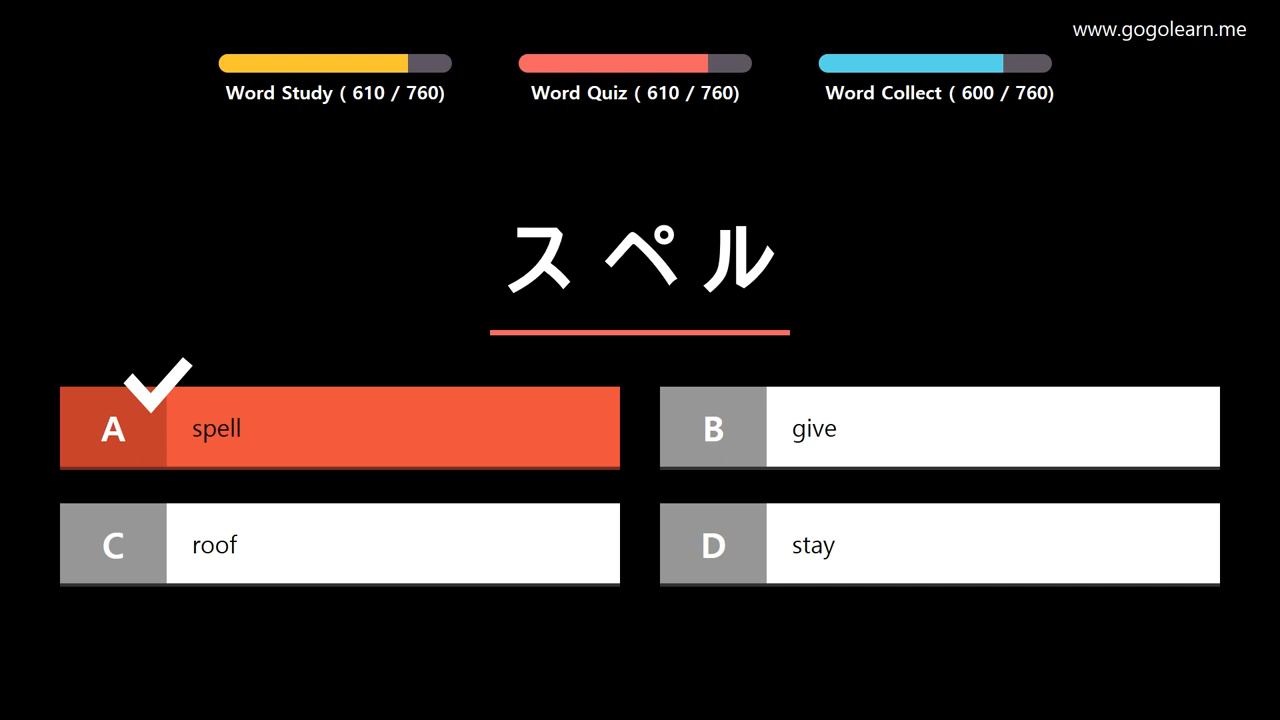 www.gogolearn.me
Word Study ( 610 / 760)
Word Quiz ( 610 / 760)
Word Collect ( 600 / 760)
スペル
A spell
B give
C roof
D stay